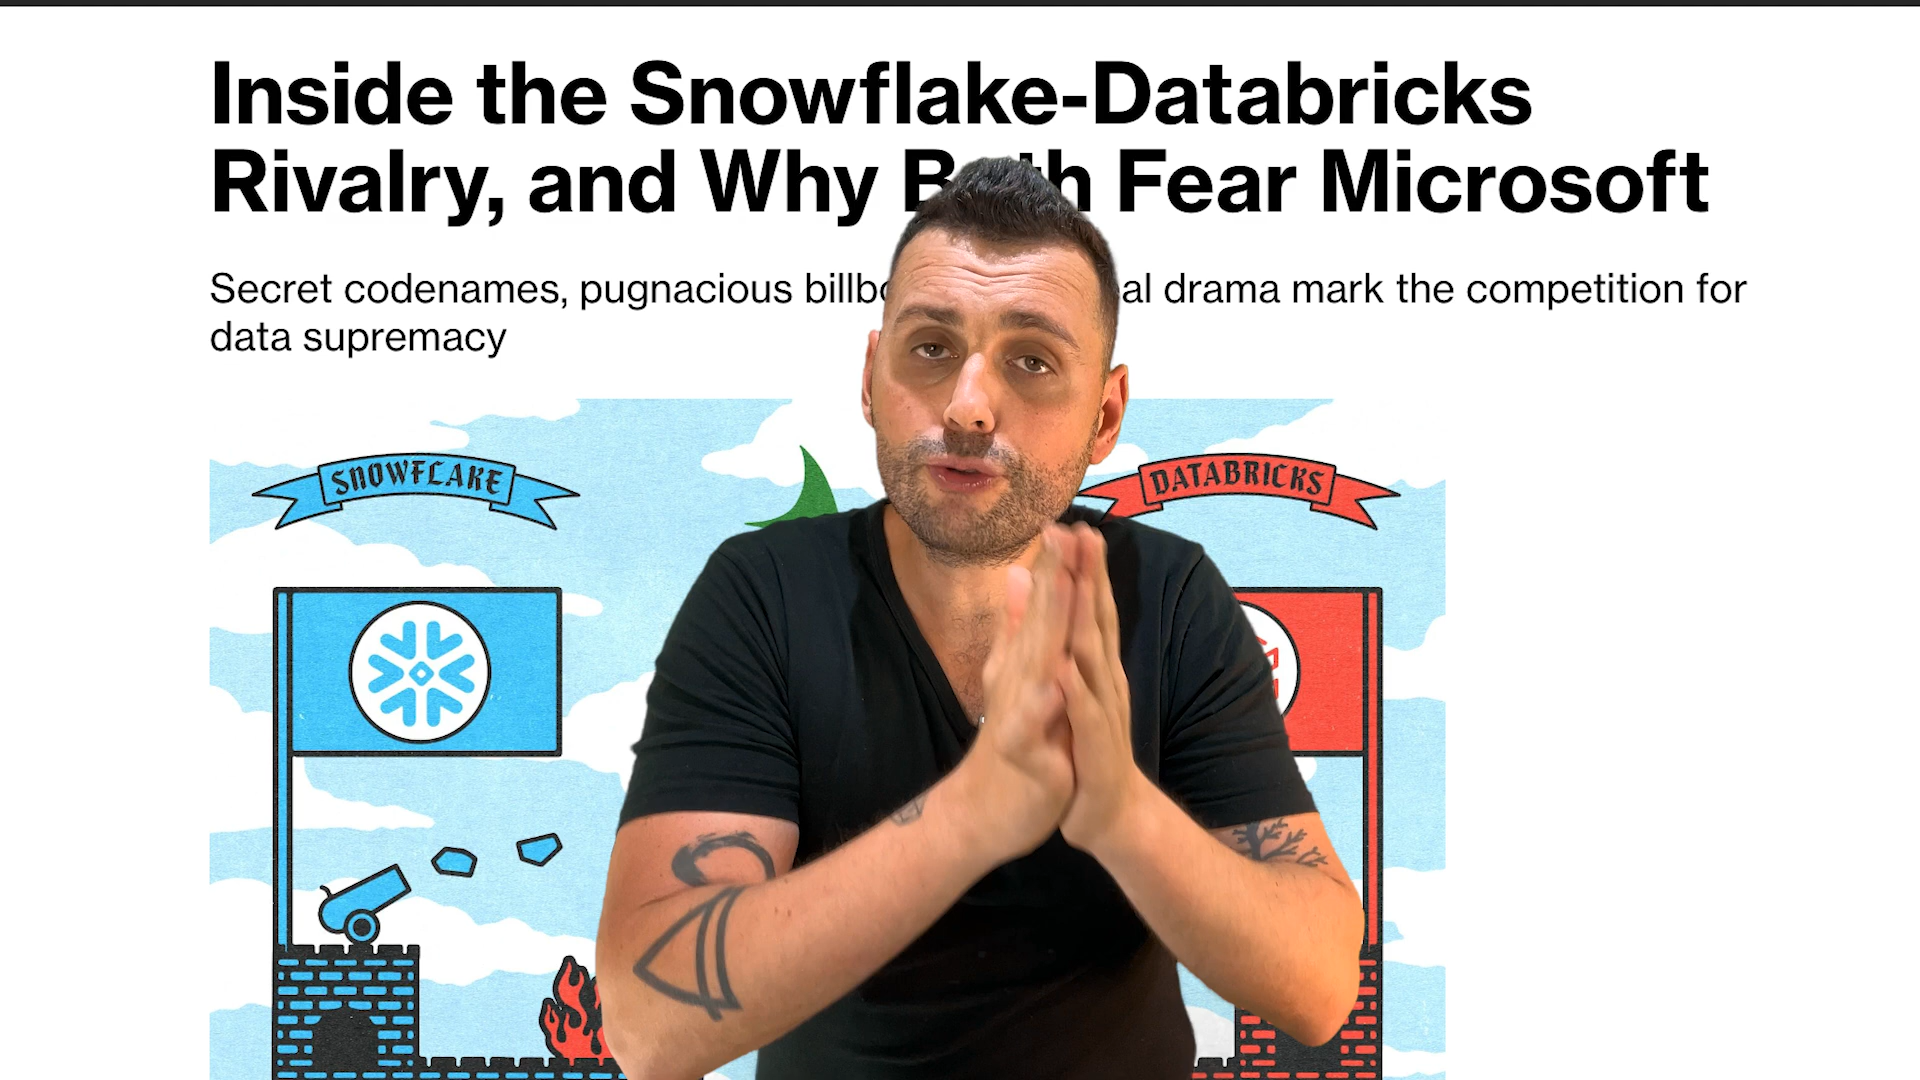 Inside the Snowflake-Databricks
Rivalry, and Why Both Fear Microsoft
Secret codenames, pugnacious al drama mark the competition for
data supremacy
SNOWFLAKE
DATABRICKS